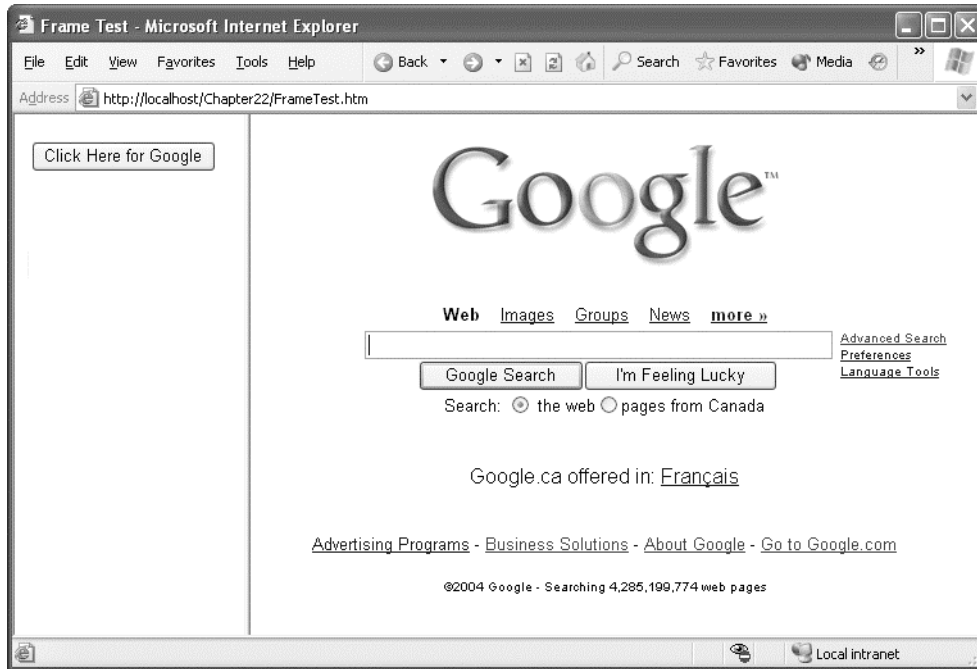 Frame Test - Microsoft Internet Explorer
File Edit View Favorites Tools Help Back Search Favorites Media »
Address http://localhost/Chapter22/FrameTest.htm
Click Here for Google
Google™
Web Images Groups News more »
Advanced Search
Preferences
Language Tools
Google Search I'm Feeling Lucky
Search: the web pages from Canada
Google.ca offered in: Français
Advertising Programs - Business Solutions - About Google - Go to Google.com
©2004 Google - Searching 4,285,199,774 web pages
Local intranet